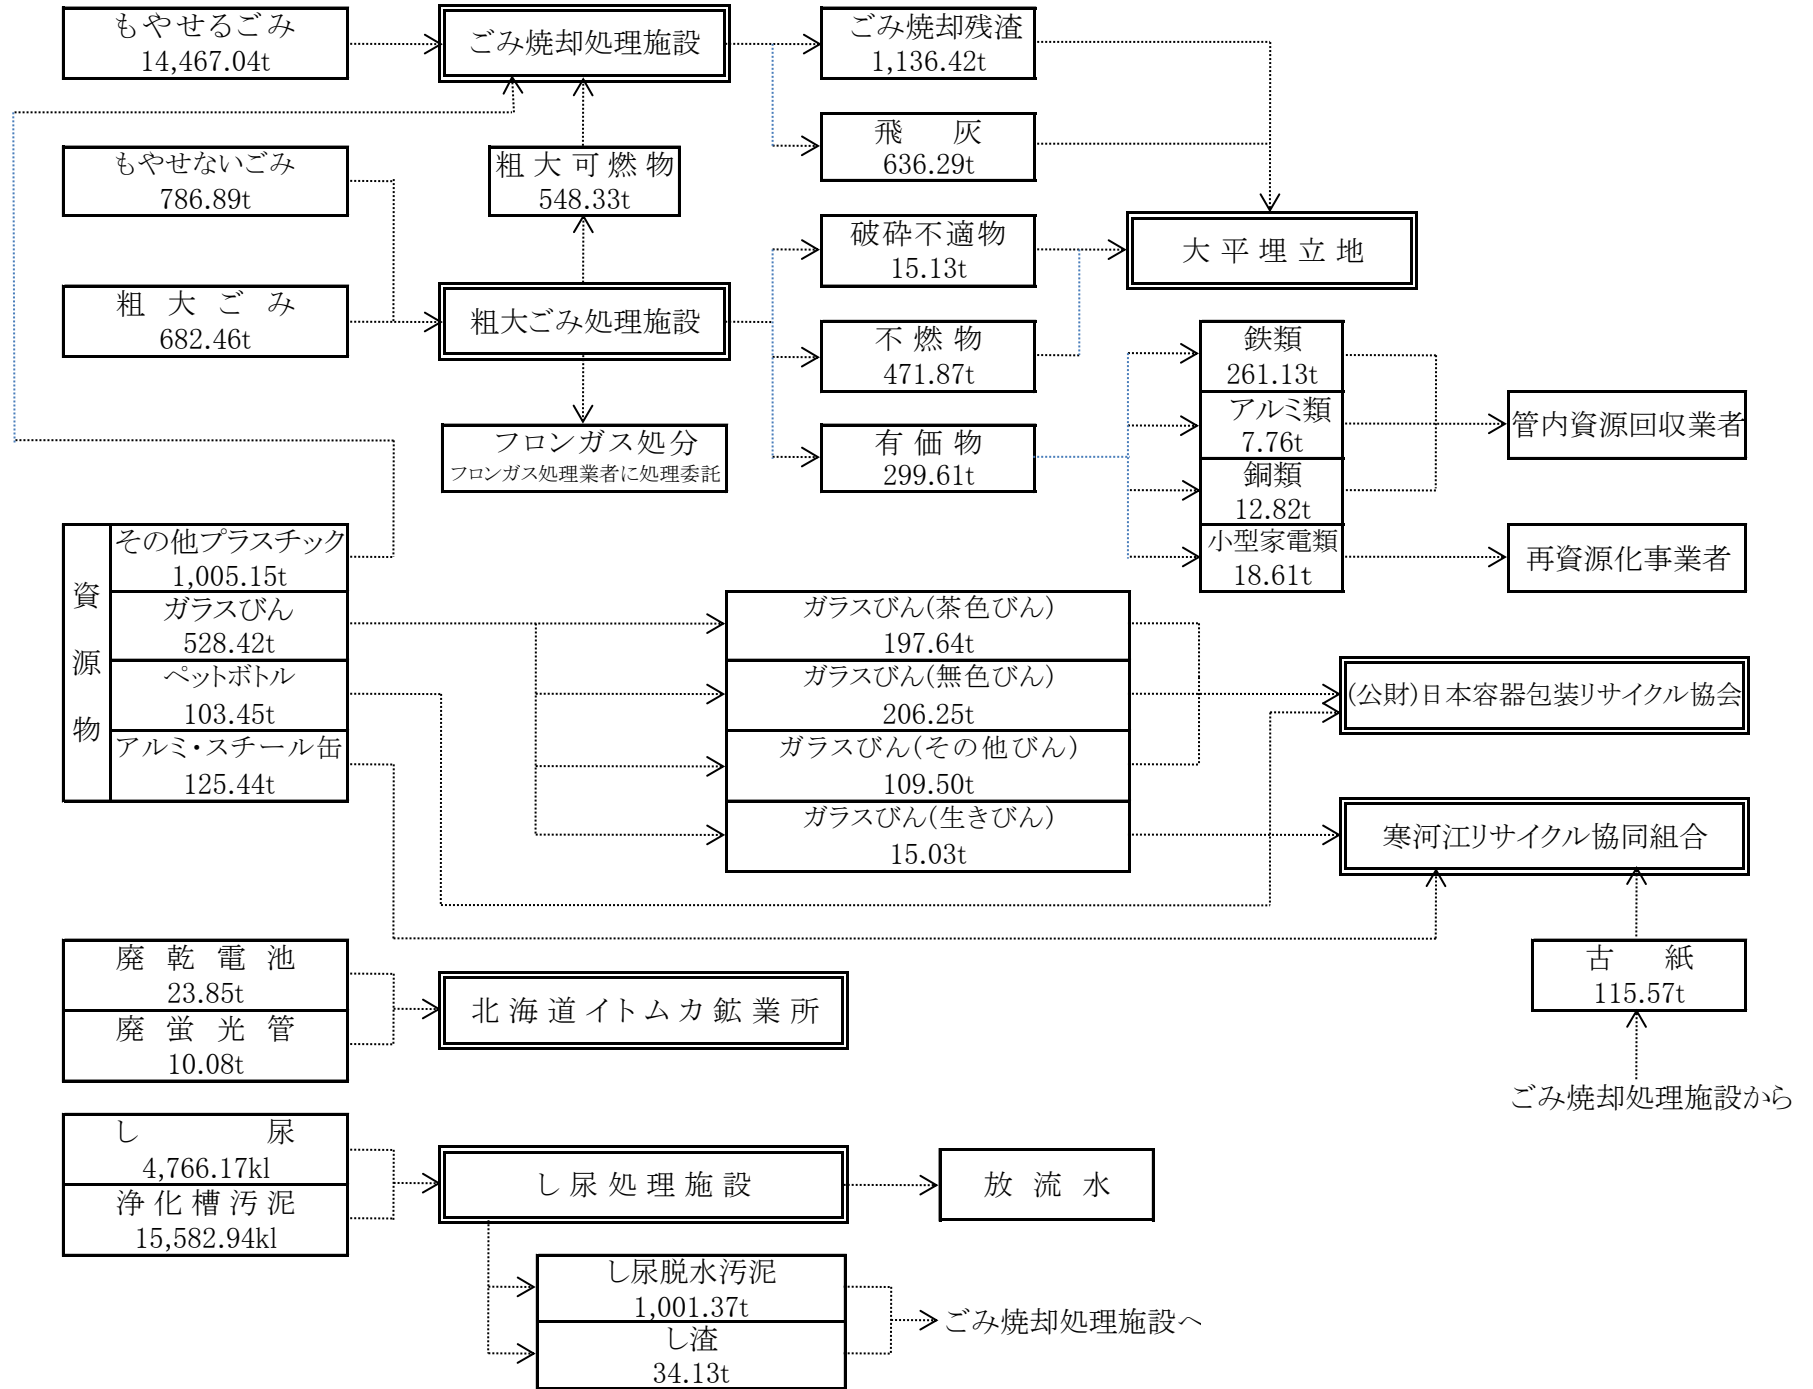 もやせるごみ
14,467.04t
ごみ焼却処理施設
ごみ焼却残渣
1,136.42t
飛灰
636.29t
もやせないごみ
786.89t
粗大可燃物
548.33t
破砕不適物
15.13t
大平埋立地
粗大ごみ
682.46t
粗大ごみ処理施設
不燃物
471.87t
鉄類
261.13t
アルミ類
7.76t
管内資源回収業者
フロンガス処分
フロンガス処理業者に処理委託
有価物
299.61t
銅類
12.82t
小型家電類
18.61t
再資源化事業者
資源物
その他プラスチック
1,005.15t
ガラスびん
528.42t
ペットボトル
103.45t
アルミ・スチール缶
125.44t
ガラスびん(茶色びん)
197.64t
ガラスびん(無色びん)
206.25t
ガラスびん(その他びん)
109.50t
ガラスびん(生きびん)
15.03t
(公財)日本容器包装リサイクル協会
寒河江リサイクル協同組合
古紙
115.57t
ごみ焼却処理施設から
廃乾電池
23.85t
廃蛍光管
10.08t
北海道イトムカ鉱業所
し尿
4,766.17kl
浄化槽汚泥
15,582.94kl
し尿処理施設
放流水
し尿脱水汚泥
1,001.37t
し渣
34.13t
ごみ焼却処理施設へ